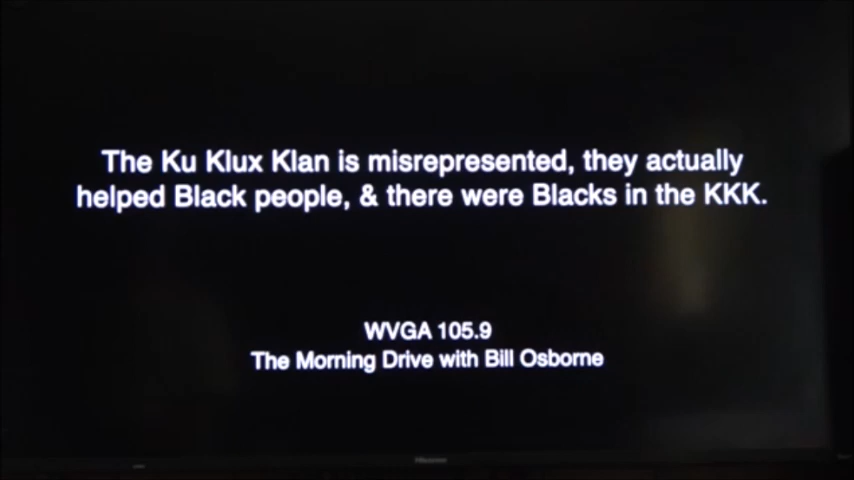 The Ku Klux Klan is misrepresented, they actually
helped Black people, & there were Blacks in the KKK.
WVGA 105.9
The Morning Drive with Bill Osborne
Hisense